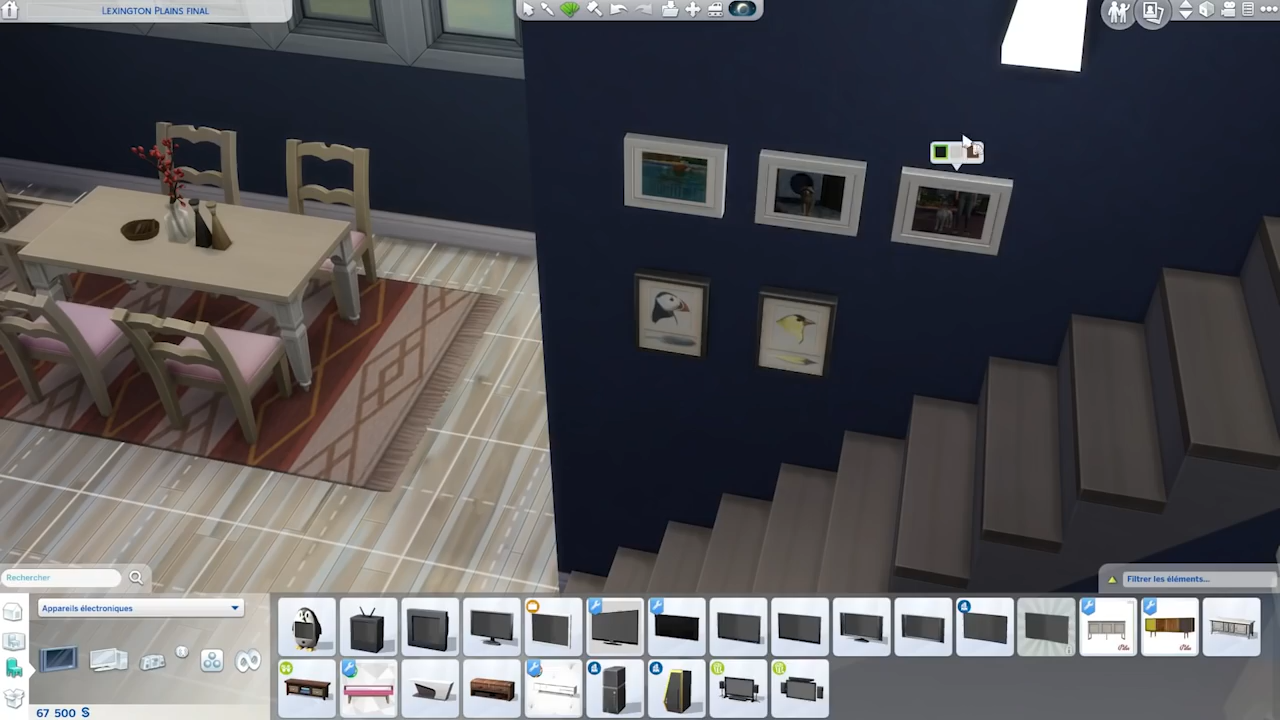 LEXINGTON PLAINS FINAL
Rechercher
Filtrer les éléments...
Appareils électroniques
67 500 $